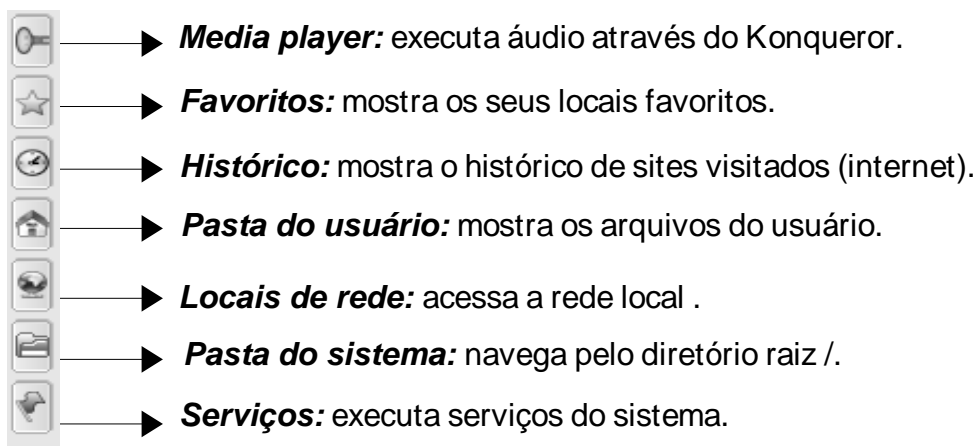 Media player: executa áudio através do Konqueror.
Favoritos: mostra os seus locais favoritos.
Histórico: mostra o histórico de sites visitados (internet).
Pasta do usuário: mostra os arquivos do usuário.
Locais de rede: acessa a rede local .
Pasta do sistema: navega pelo diretório raiz /.
Serviços: executa serviços do sistema.